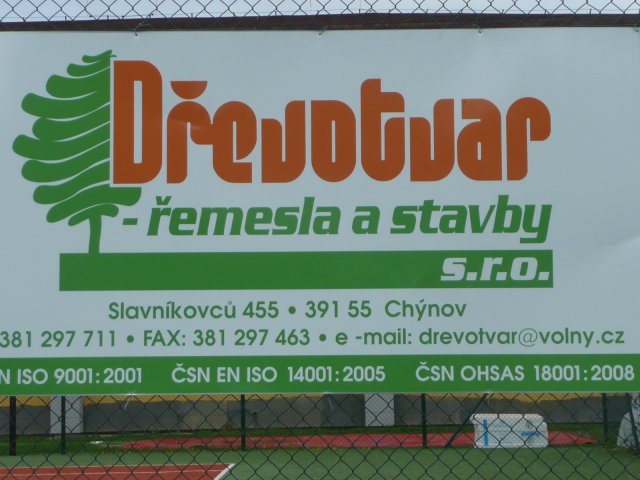 Dřevotvar
- řemesla a stavby
s.r.o.
Slavníkovců 455 • 391 55 Chýnov
381 297 711 • FAX: 381 297 463 • e -mail: drevotvar@volny.cz
N ISO 9001:2001 ČSN EN ISO 14001:2005 ČSN OHSAS 18001:2008